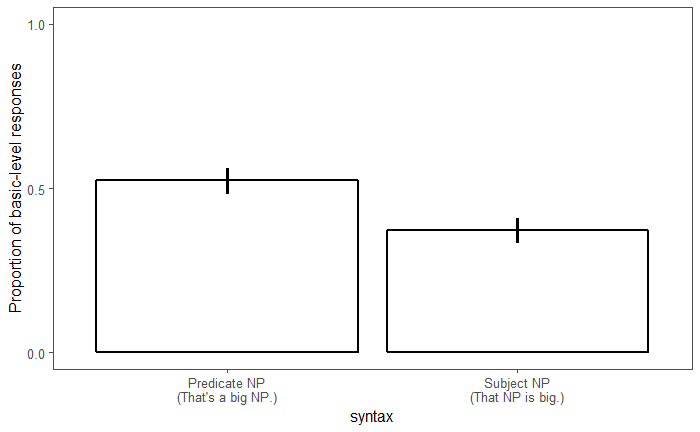 1.0
0.5
0.0
Proportion of basic-level responses
Predicate NP
(That's a big NP.)
Subject NP
(That NP is big.)
syntax